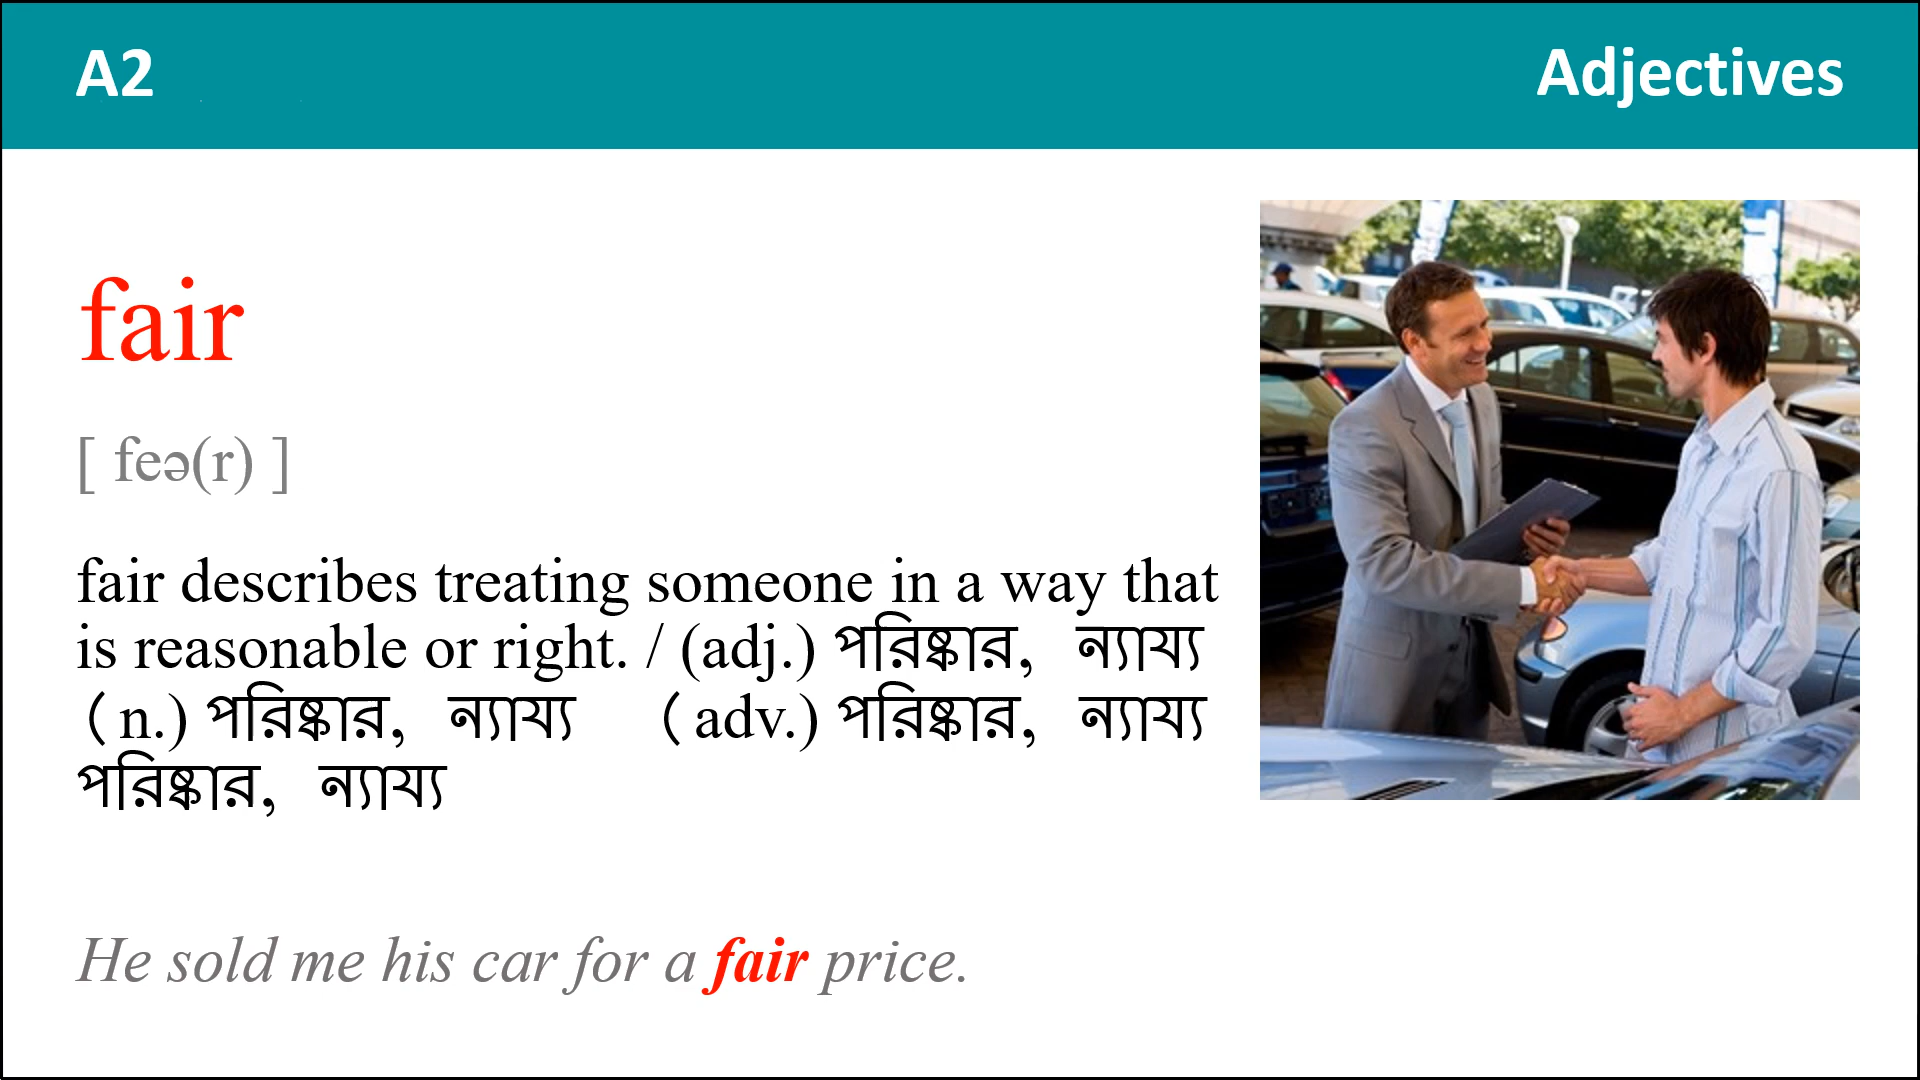 A2
Adjectives
fair
[ feə(r) ]
fair describes treating someone in a way that
is reasonable or right. / (adj.) পরিষ্কার, ন্যায্য
（n.) পরিষ্কার, ন্যায্য （adv.) পরিষ্কার, ন্যায্য
পরিষ্কার, ন্যায্য
He sold me his car for a fair price.